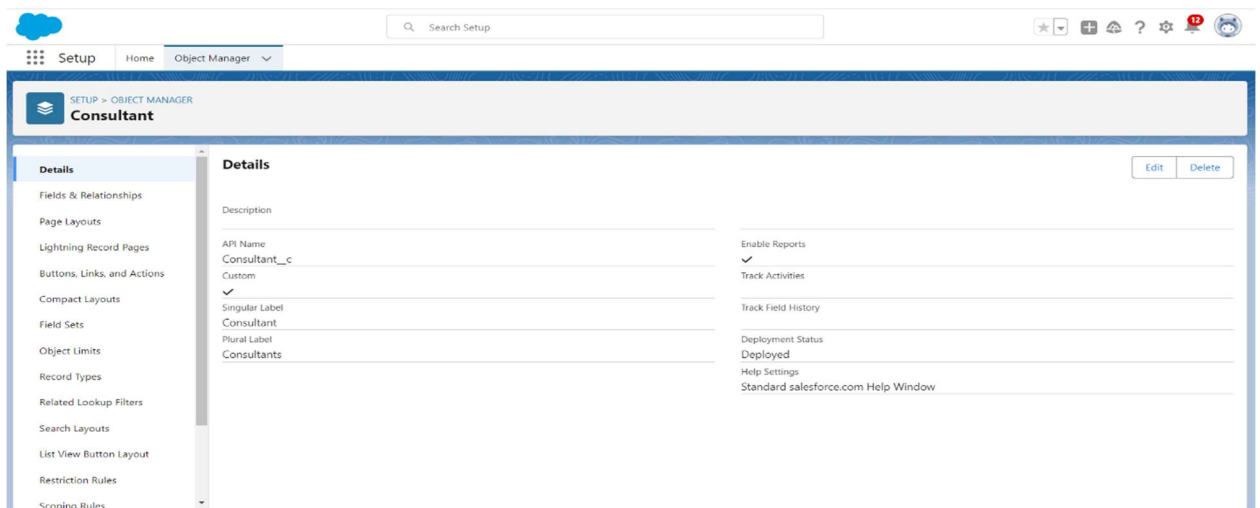 Search Setup
12
Setup
Home
Object Manager
SETUP > OBJECT MANAGER
Consultant
Details
Fields & Relationships
Page Layouts
Lightning Record Pages
Buttons, Links, and Actions
Compact Layouts
Field Sets
Object Limits
Record Types
Related Lookup Filters
Search Layouts
List View Button Layout
Restriction Rules
Scoping Rules
Details
Edit
Delete
Description
API Name
Consultant__c
Custom
Singular Label
Consultant
Plural Label
Consultants
Enable Reports
Track Activities
Track Field History
Deployment Status
Deployed
Help Settings
Standard salesforce.com Help Window